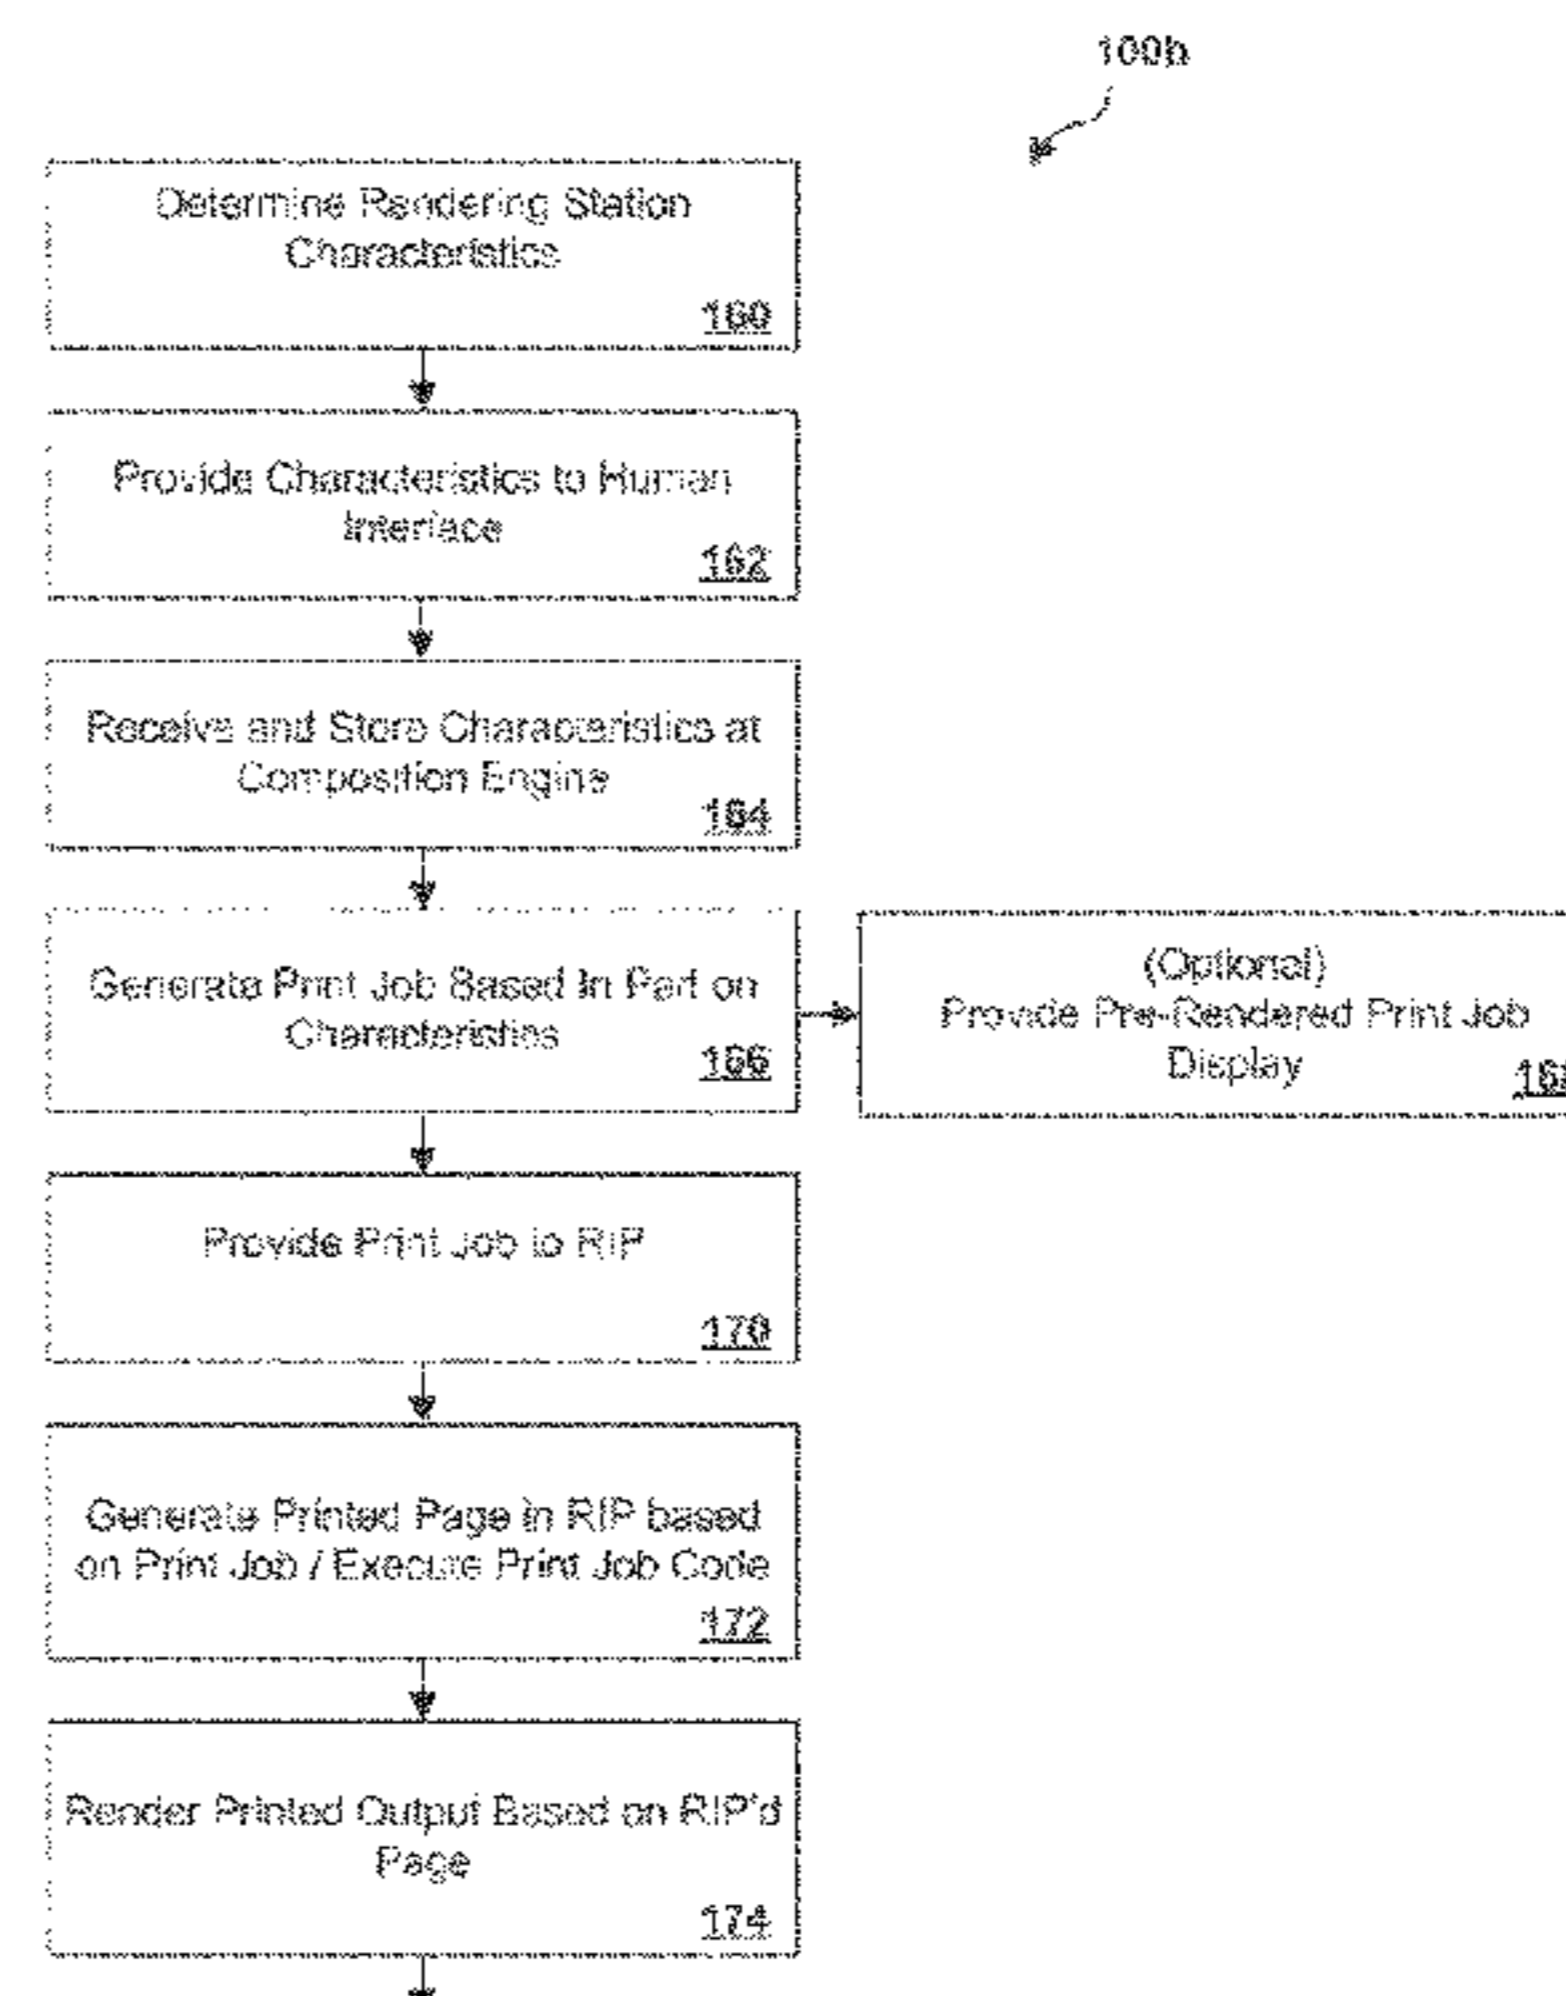 100b
Determine Rendering Station
Characteristics
160
Provide Characteristics to Human
Interface
162
Receive and Store Characteristics at
Composition Engine
164
Generate Print Job Based In Part on
Characteristics
166
(Optional)
Provide Pre-Rendered Print Job
Display
Provide Print Job to RIP
170
Generate Printed Page in RIP based
on Print Job / Execute Print Job Code
172
Render Printed Output Based on RIP'd
Page
174